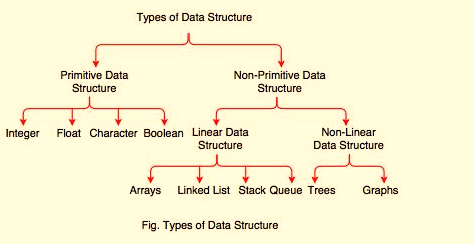 Types of Data Structure
Primitive Data
Structure
Non-Primitive Data
Structure
Integer Float Character Boolean
Linear Data
Structure
Non-Linear
Data Structure
Arrays Linked List Stack Queue Trees Graphs
Fig. Types of Data Structure